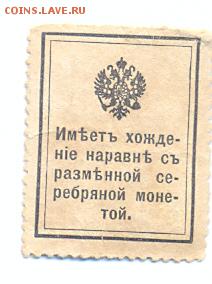 COINS.LAVE.RU
Имѣетъ хожде-
ніе наравнѣ съ
размѣнной се-
ребряной моне-
той.